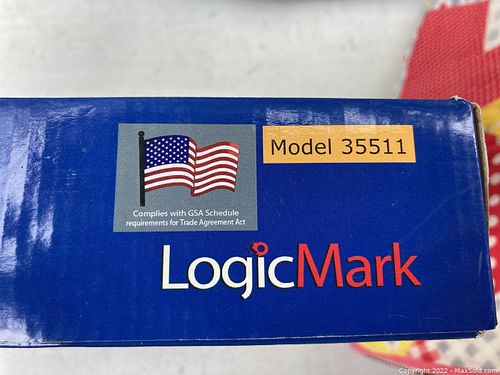 Model 35511
Complies with GSA Schedule
requirements for Trade Agreement Act
LogicMark
Copyright 2022 - MaxSold.com